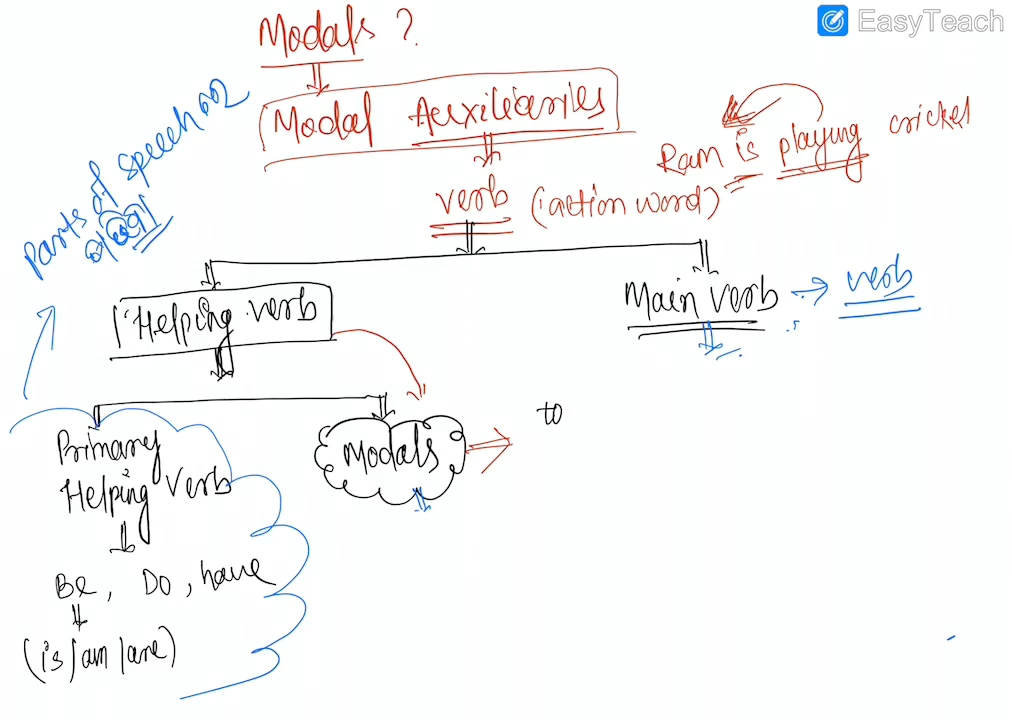 Modals ?
EasyTeach
Modal Auxiliaries
Parts of speech
Ram is playing cricket
verb (action word)
Helping verb
Main verb → verb
Primary
Helping Verb
Modals
to
Be, Do, have
(is/am/are)